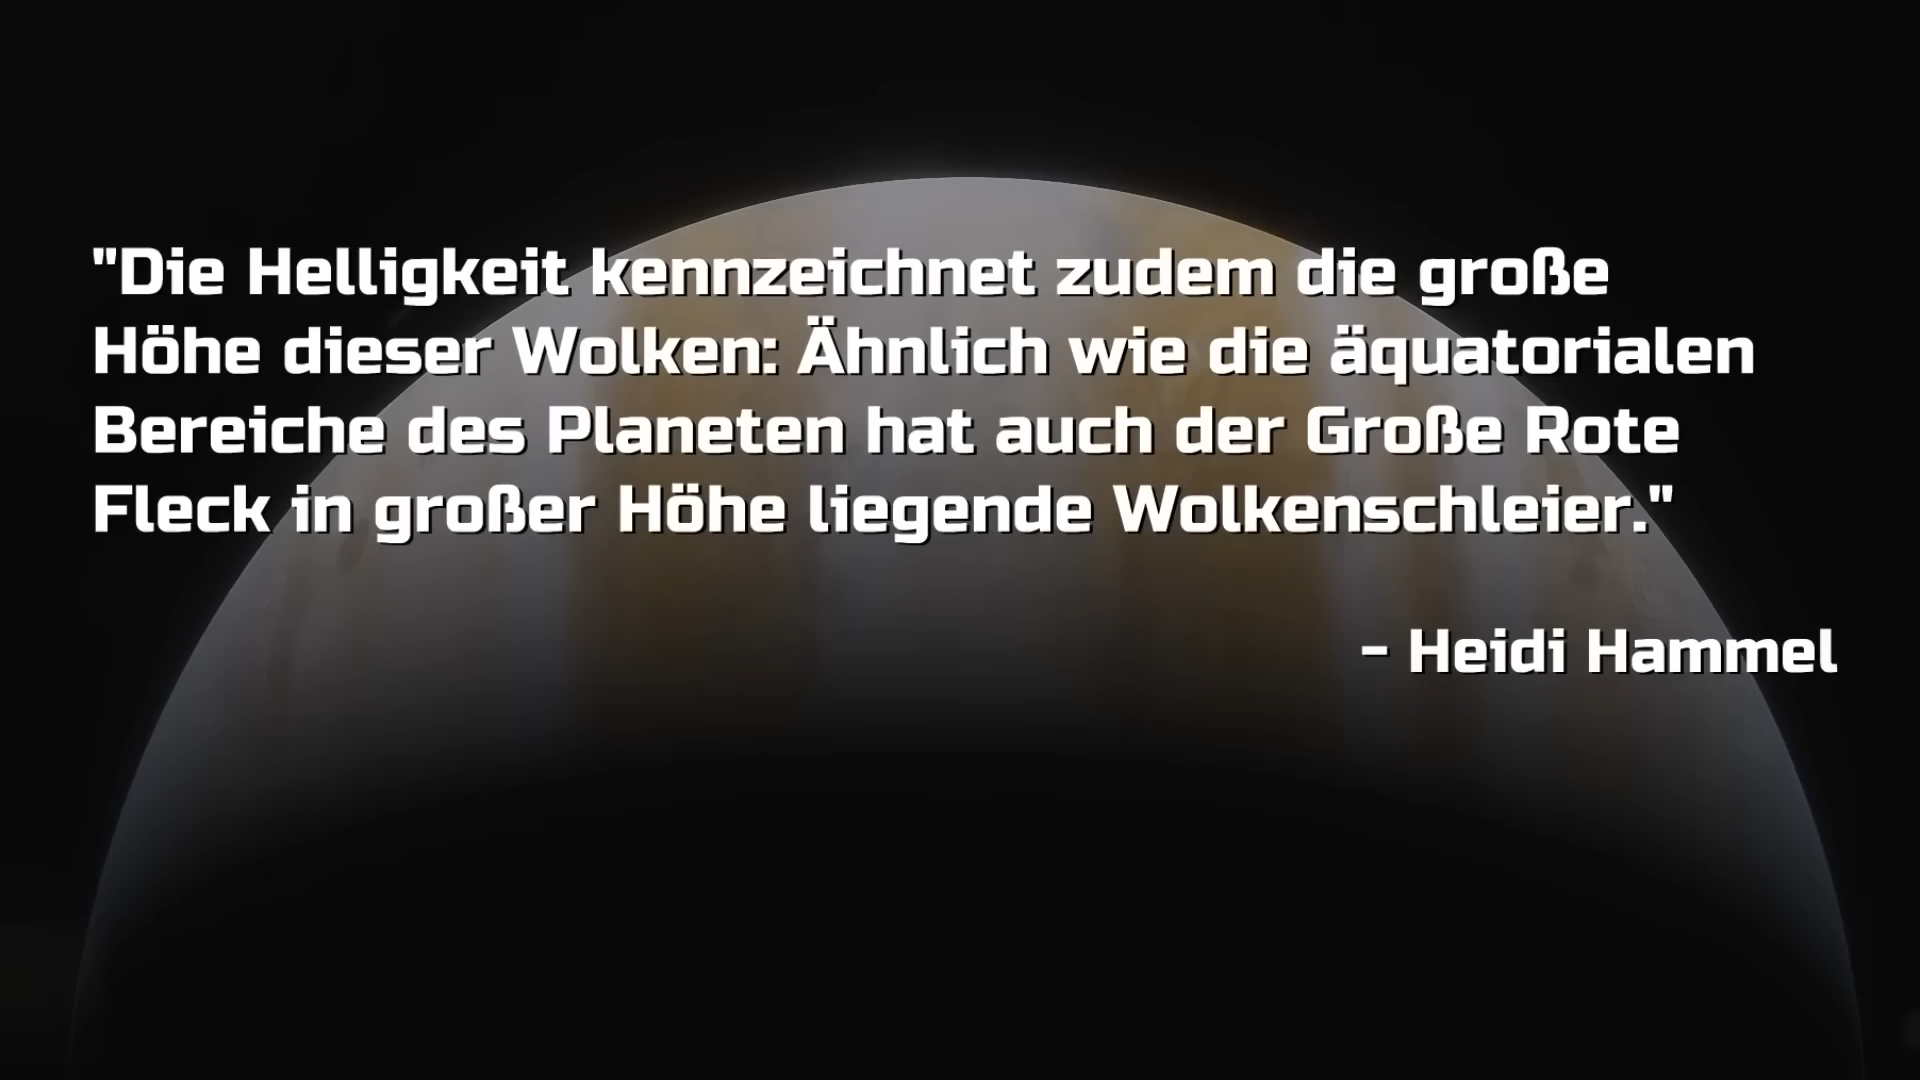 "Die Helligkeit kennzeichnet zudem die große
Höhe dieser Wolken: Ähnlich wie die äquatorialen
Bereiche des Planeten hat auch der Große Rote
Fleck in großer Höhe liegende Wolkenschleier."
- Heidi Hammel